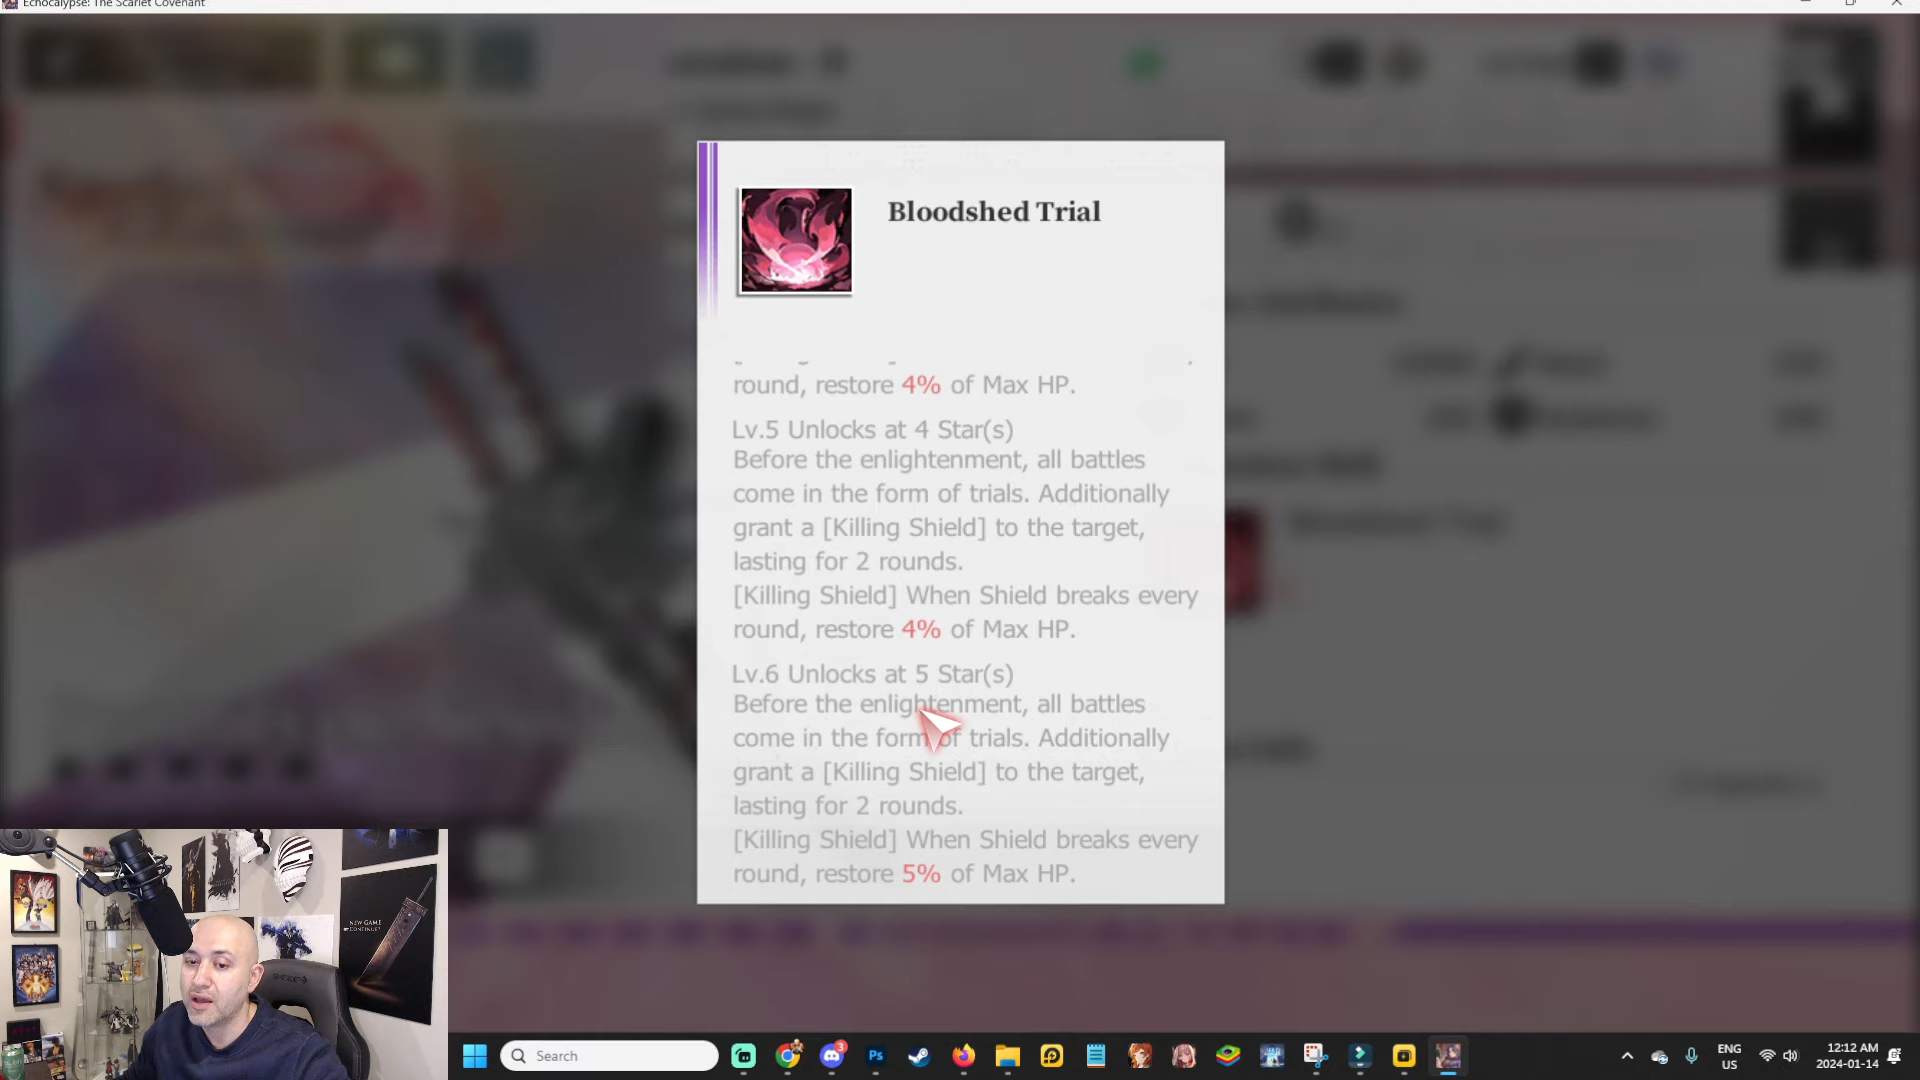 Echocalypse: The Scarlet Covenant
Bloodshed Trial
round, restore 4% of Max HP.
Lv.5 Unlocks at 4 Star(s)
Before the enlightenment, all battles
come in the form of trials. Additionally
grant a [Killing Shield] to the target,
lasting for 2 rounds.
[Killing Shield] When Shield breaks every
round, restore 4% of Max HP.
Lv.6 Unlocks at 5 Star(s)
Before the enlightenment, all battles
come in the form of trials. Additionally
grant a [Killing Shield] to the target,
lasting for 2 rounds.
[Killing Shield] When Shield breaks every
round, restore 5% of Max HP.
NEW GAME
CONTINUE?
Search
Ps
3
ENG
US
12:12 AM
2024-01-14